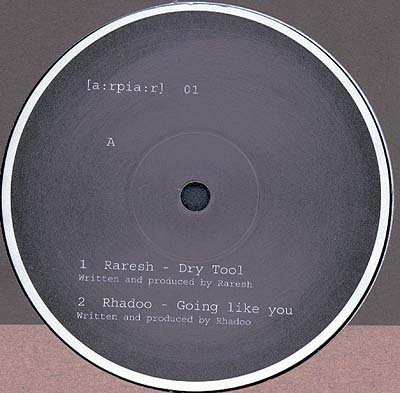 [a:rpia:r] 01
A
1 Raresh - Dry Tool
Written and produced by Raresh
2 Rhadoo - Going like you
Written and produced by Rhadoo